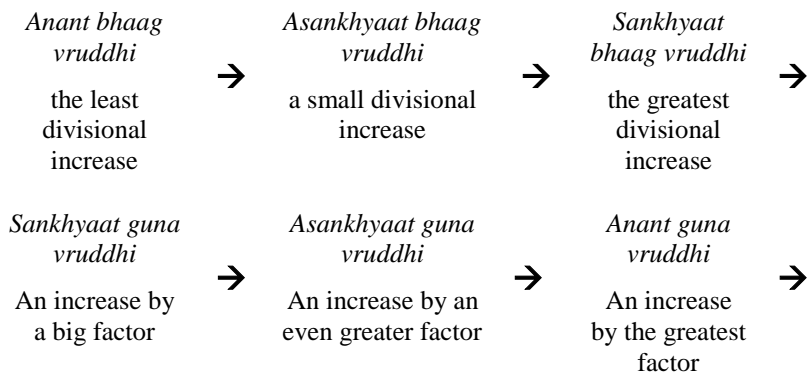 Anant bhaag
vruddhi
the least
divisional
increase
→
Asankhyaat bhaag
vruddhi
a small divisional
increase
→
Sankhyaat
bhaag vruddhi
the greatest
divisional
increase
→
Sankhyaat guna
vruddhi
An increase by
a big factor
→
Asankhyaat guna
vruddhi
An increase by an
even greater factor
→
Anant guna
vruddhi
An increase
by the greatest
factor
→